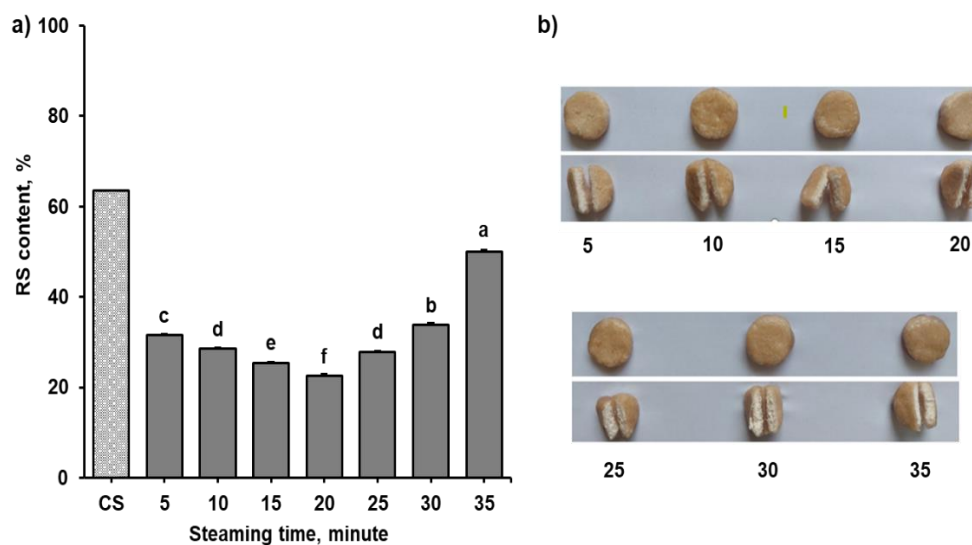 a)
b)
100
80
60
40
20
0
RS content, %
c
d
e
f
d
b
a
CS 5 10 15 20 25 30 35
Steaming time, minute
5 10 15 20
25 30 35